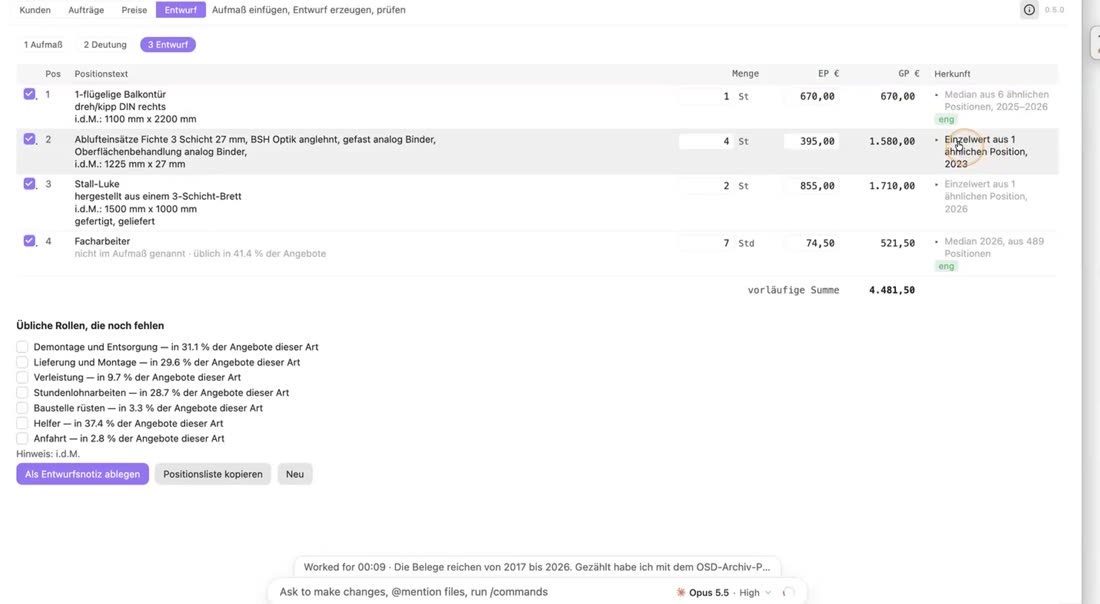 Kunden Aufträge Preise Entwurf Aufmaß einfügen, Entwurf erzeugen, prüfen 0.5.0
1 Aufmaß 2 Deutung 3 Entwurf
Pos Positionstext Menge EP € GP € Herkunft
1 1-flügelige Balkontür 1 St 670,00 670,00 Median aus 6 ähnlichen
dreh/kipp DIN rechts Positionen, 2025–2026
i.d.M.: 1100 mm x 2200 mm eng
2 Ablufteinsätze Fichte 3 Schicht 27 mm, BSH Optik anglehnt, gefast analog Binder, 4 St 395,00 1.580,00 Einzelwert aus 1
Oberflächenbehandlung analog Binder, ähnlichen Position,
i.d.M.: 1225 mm x 27 mm 2023
3 Stall-Luke 2 St 855,00 1.710,00 Einzelwert aus 1
hergestellt aus einem 3-Schicht-Brett ähnlichen Position,
i.d.M.: 1500 mm x 1000 mm 2026
gefertigt, geliefert
4 Facharbeiter 7 Std 74,50 521,50 Median 2026, aus 489
nicht im Aufmaß genannt · üblich in 41.4 % der Angebote Positionen
eng
vorläufige Summe 4.481,50
Übliche Rollen, die noch fehlen
Demontage und Entsorgung — in 31.1 % der Angebote dieser Art
Lieferung und Montage — in 29.6 % der Angebote dieser Art
Verleistung — in 9.7 % der Angebote dieser Art
Stundenlohnarbeiten — in 28.7 % der Angebote dieser Art
Baustelle rüsten — in 3.3 % der Angebote dieser Art
Helfer — in 37.4 % der Angebote dieser Art
Anfahrt — in 2.8 % der Angebote dieser Art
Hinweis: i.d.M.
Als Entwurfsnotiz ablegen Positionsliste kopieren Neu
Worked for 00:09 · Die Belege reichen von 2017 bis 2026. Gezählt habe ich mit dem OSD-Archiv-P...
Ask to make changes, @mention files, run /commands Opus 5.5 · High